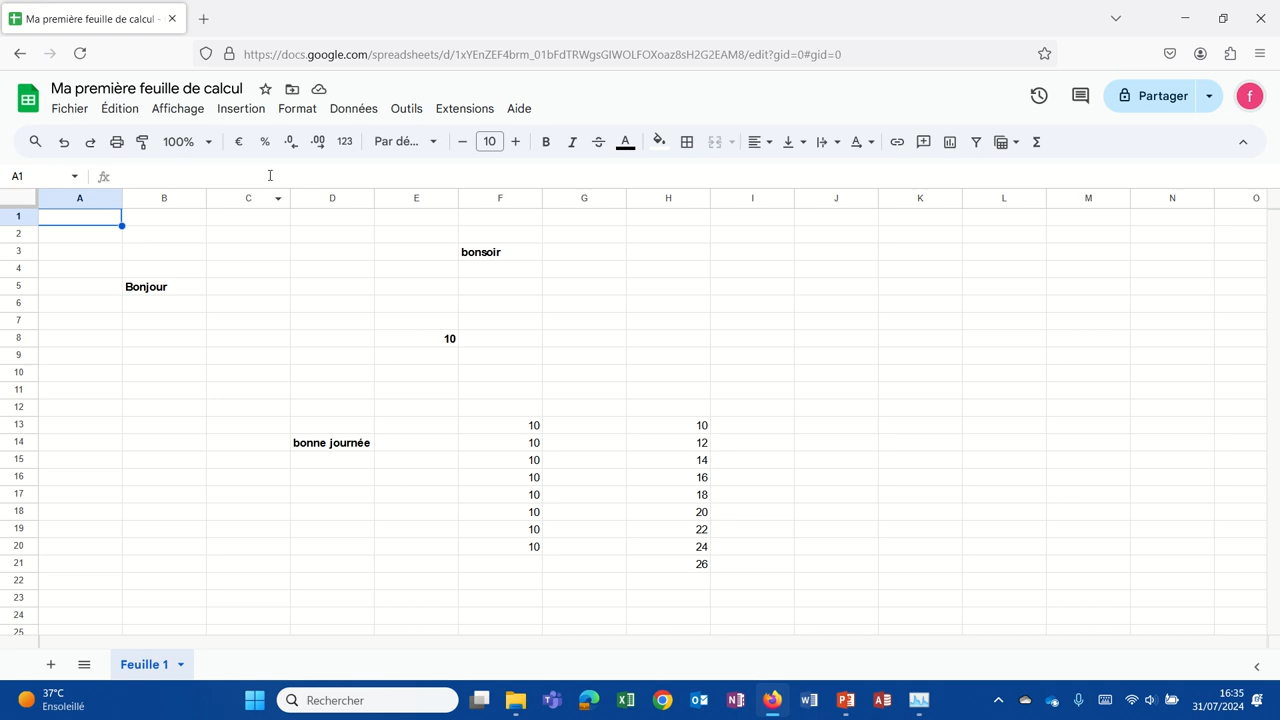 Ma première feuille de calcul -
https://docs.google.com/spreadsheets/d/1xYEnZEF4brm_01bEdTRWgsGIWOLFOXoaz8sH2G2EAM8/edit?gid=0#gid=0
Ma première feuille de calcul
Fichier Édition Affichage Insertion Format Données Outils Extensions Aide
Partager f
100% € % .0 .00 123 Par dé... 10 B I S A
A1 fx
A B C D E F G H I J K L M N O
1
2
3 bonsoir
4
5 Bonjour
6
7
8 10
9
10
11
12
13 10 10
14 bonne journée 10 12
15 10 14
16 10 16
17 10 18
18 10 20
19 10 22
20 10 24
21 26
22
23
24
25
Feuille 1
37°C
Ensoleillé
Rechercher
16:35
31/07/2024